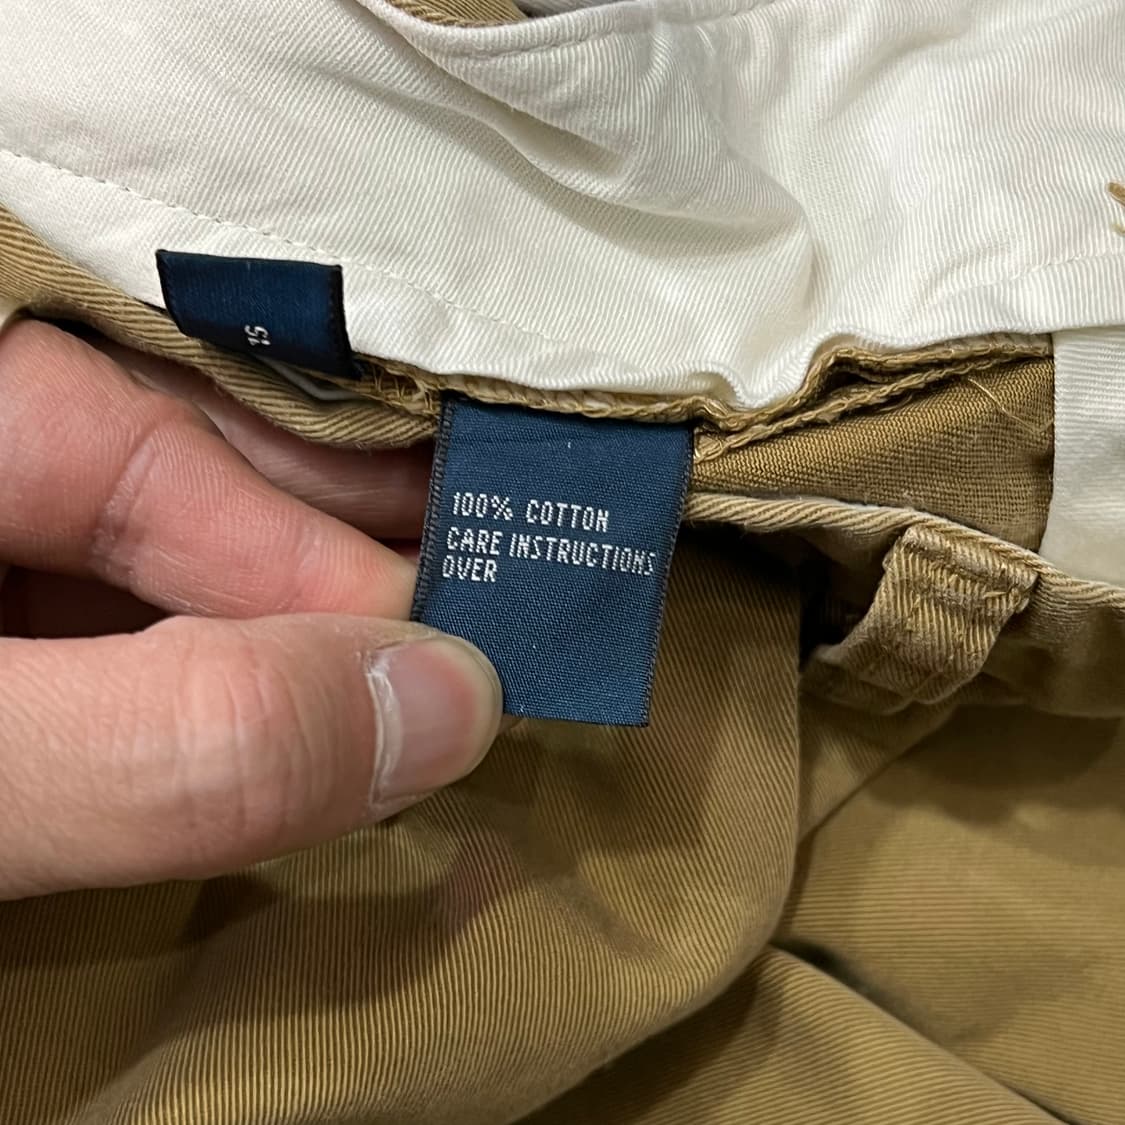 100% COTTON
CARE INSTRUCTIONS
OVER